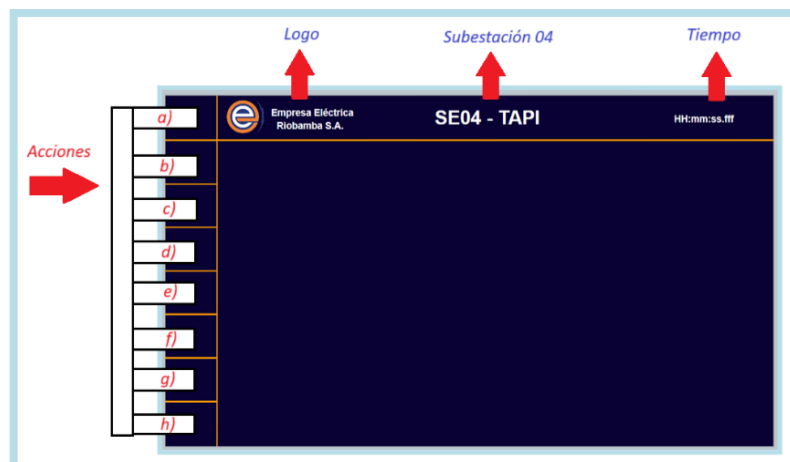 Logo
Subestación 04
Tiempo
Acciones
a)
Empresa Eléctrica
Riobamba S.A.
SE04 - TAPI
HH:mm:ss.fff
b)
c)
d)
e)
f)
g)
h)